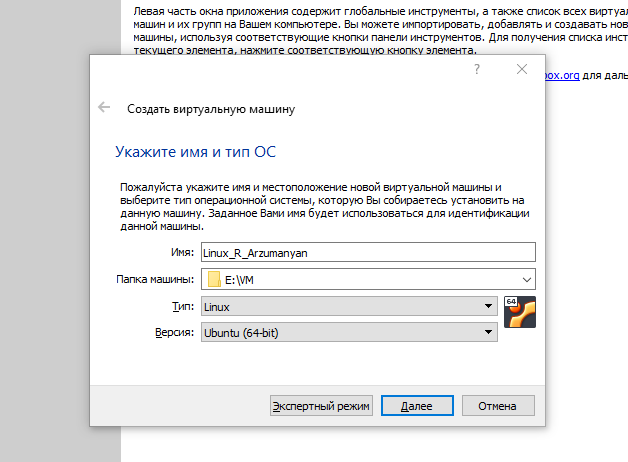 Левая часть окна приложения содержит глобальные инструменты, а также список всех виртуал
машин и их групп на Вашем компьютере. Вы можете импортировать, добавлять и создавать нов
машины, используя соответствующие кнопки панели инструментов. Для получения списка инст
текущего элемента, нажмите соответствующую кнопку элемента.
box.org для даль
?
Создать виртуальную машину
Укажите имя и тип ОС
Пожалуйста укажите имя и местоположение новой виртуальной машины и
выберите тип операционной системы, которую Вы собираетесь установить на
данную машину. Заданное Вами имя будет использоваться для идентификации
данной машины.
Имя: Linux_R_Arzumanyan
Папка машины: E:\VM
Тип: Linux
64
Версия: Ubuntu (64-bit)
Экспертный режим Далее Отмена